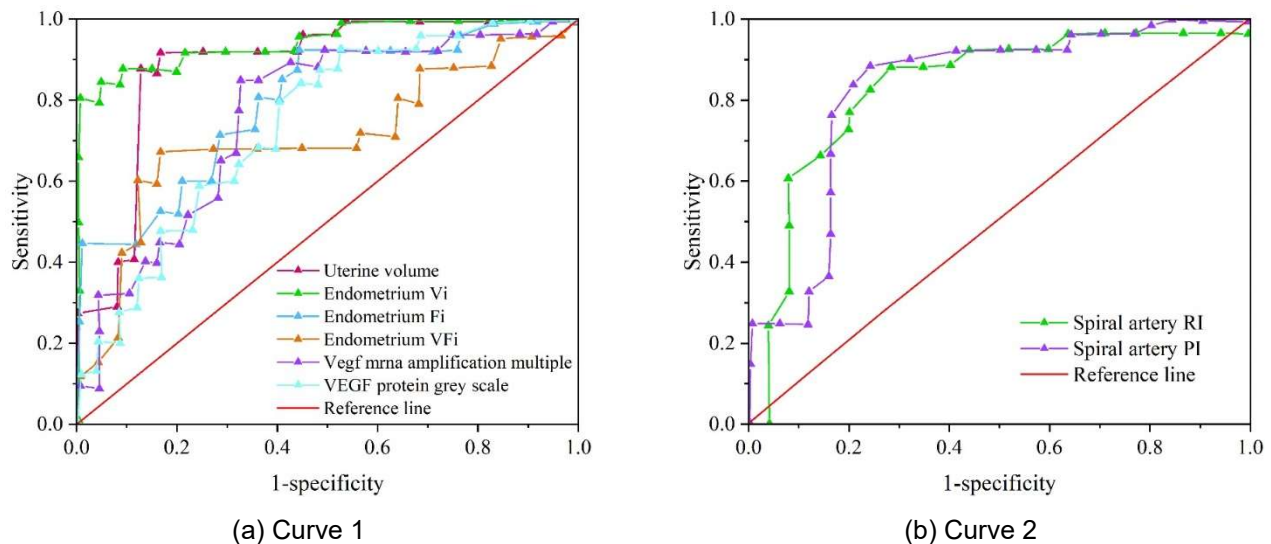 1.0
0.8
0.6
0.4
0.2
0.0
Sensitivity
0.0 0.2 0.4 0.6 0.8 1.0
1-specificity
Uterine volume
Endometrium Vi
Endometrium Fi
Endometrium VFi
Vegf mrna amplification multiple
VEGF protein grey scale
Reference line
(a) Curve 1
1.0
0.8
0.6
0.4
0.2
0.0
Sensitivity
0.0 0.2 0.4 0.6 0.8 1.0
1-specificity
Spiral artery RI
Spiral artery PI
Reference line
(b) Curve 2